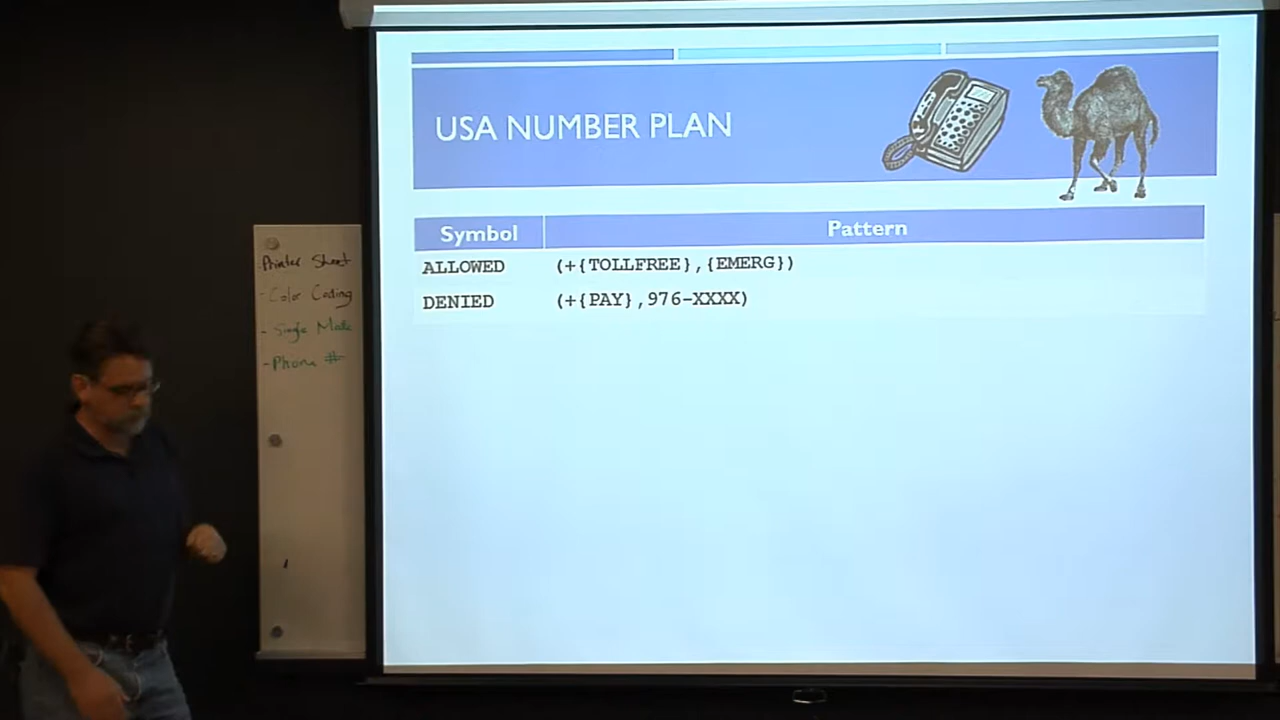 USA NUMBER PLAN
Symbol Pattern
ALLOWED (+{TOLLFREE},{EMERG})
DENIED (+{PAY},976-XXXX)
Printer Sheet
- Color Coding
- Single Mode
- Phone #